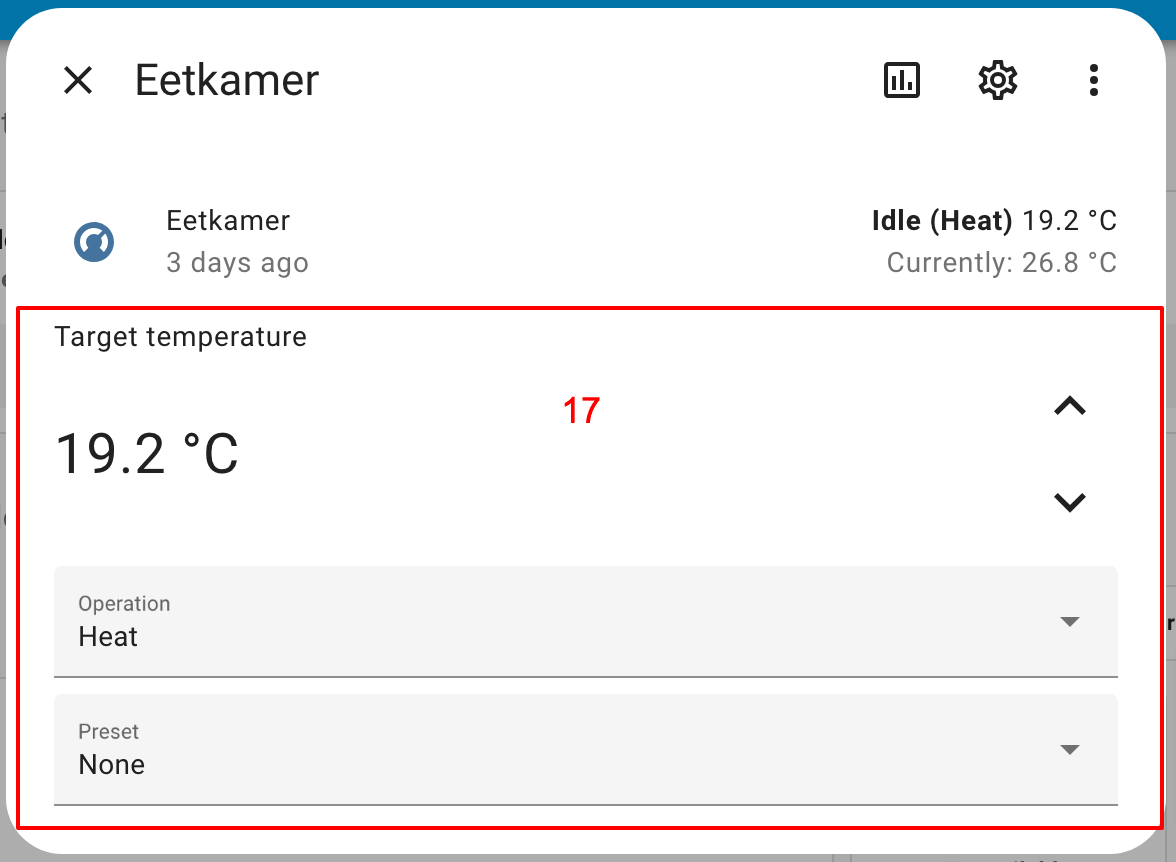 Eetkamer
Eetkamer
Idle (Heat) 19.2 °C
3 days ago
Currently: 26.8 °C
Target temperature
17
19.2 °C
Operation
Heat
Preset
None